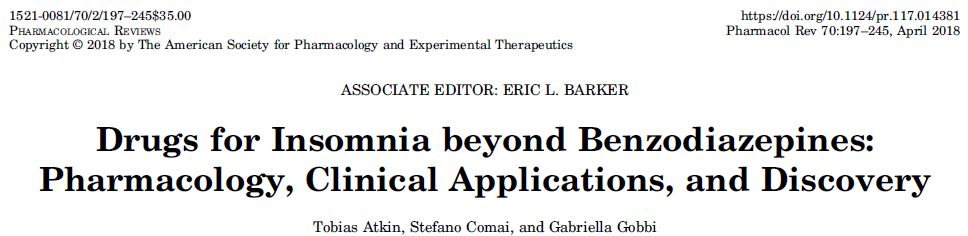 1521-0081/70/2/197–245$35.00
https://doi.org/10.1124/pr.117.014381
PHARMACOLOGICAL REVIEWS
Pharmacol Rev 70:197–245, April 2018
Copyright © 2018 by The American Society for Pharmacology and Experimental Therapeutics
ASSOCIATE EDITOR: ERIC L. BARKER
Drugs for Insomnia beyond Benzodiazepines:
Pharmacology, Clinical Applications, and Discovery
Tobias Atkin, Stefano Comai, and Gabriella Gobbi